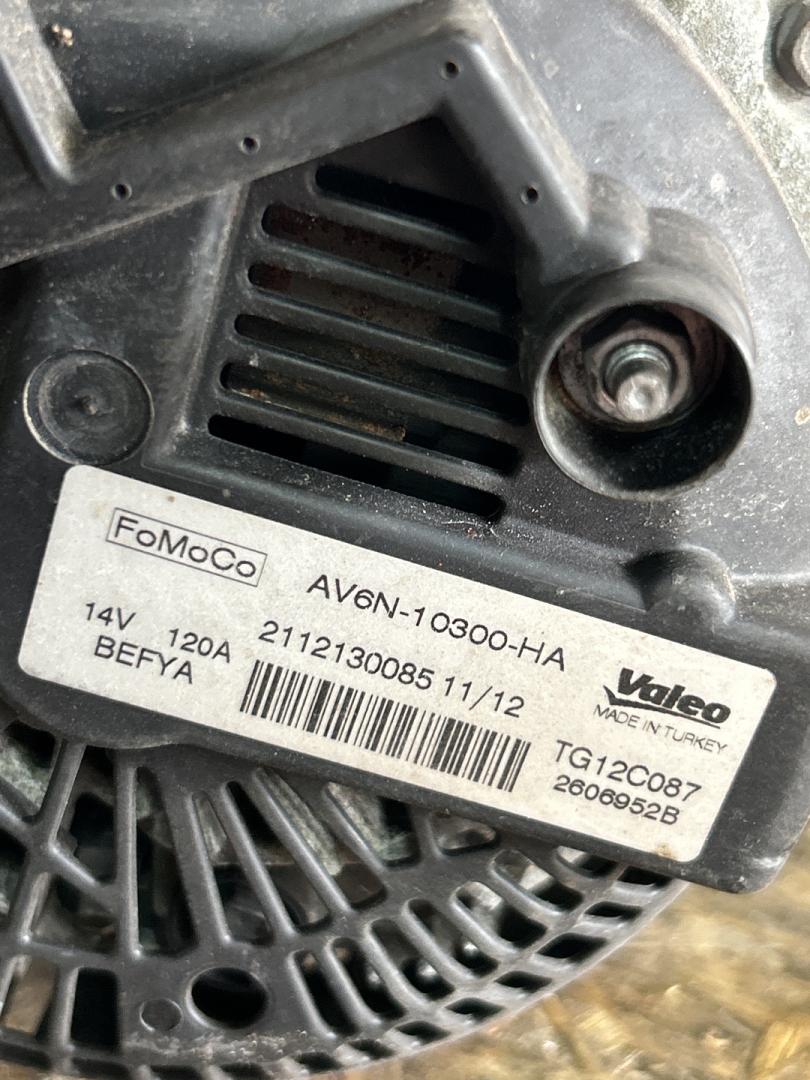 FoMoCo
AV6N-10300-HA
14V 120A 2112130085 11/12
BEFYA
Valeo
MADE IN TURKEY
TG12C087
2606952B